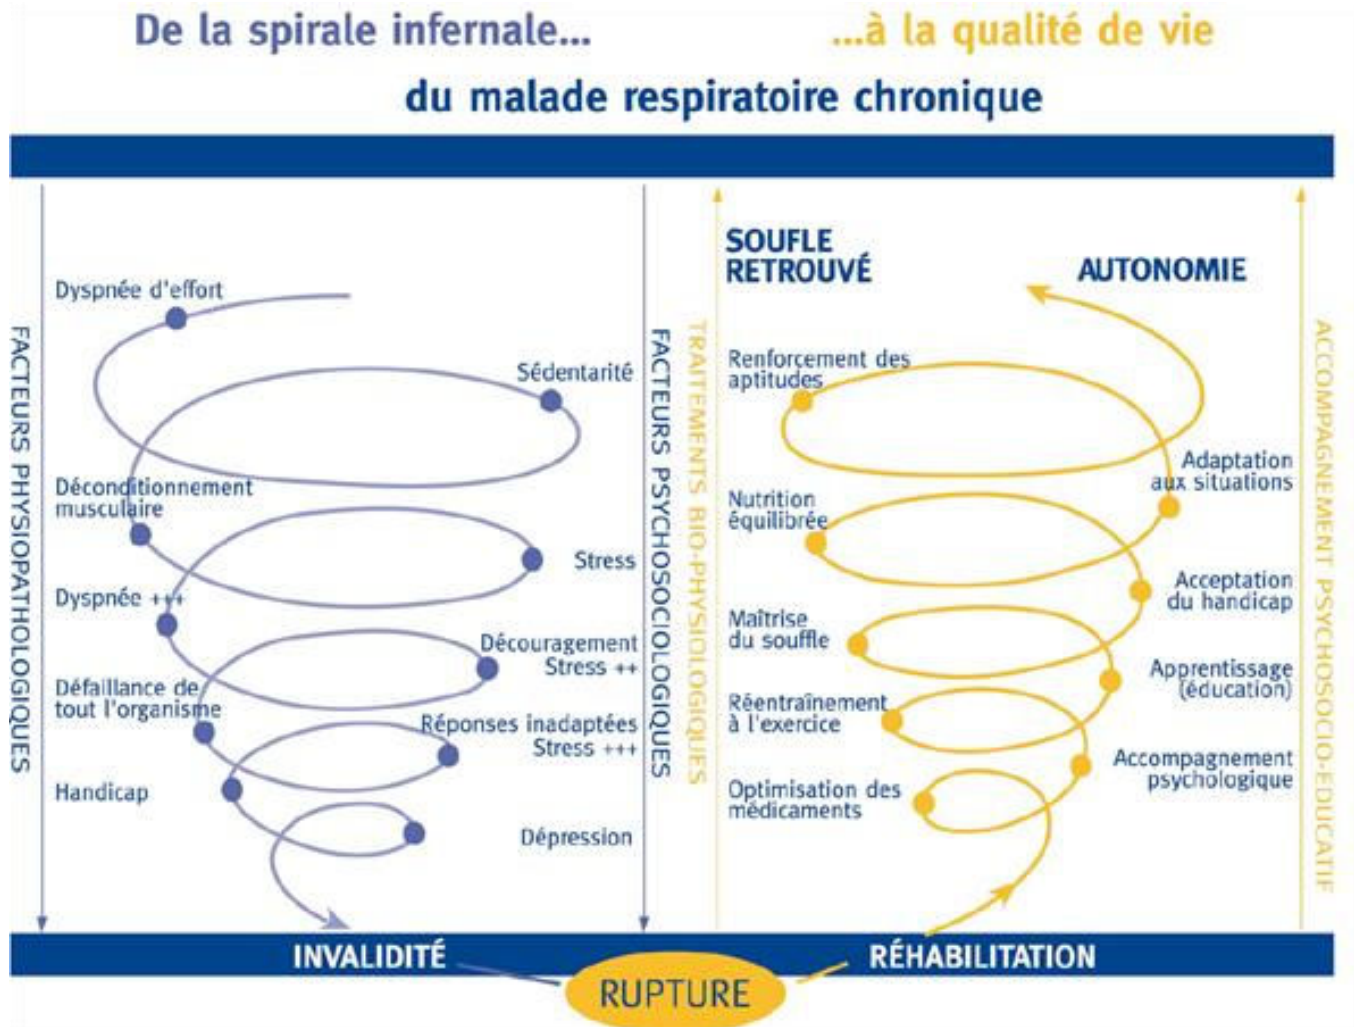 De la spirale infernale...
...à la qualité de vie
du malade respiratoire chronique
FACTEURS PHYSIOPATHOLOGIQUES
Dyspnée d'effort
Sédentarité
Déconditionnement
musculaire
Stress
Dyspnée +++
Découragement
Stress ++
Défaillance de
tout l'organisme
Réponses inadaptées
Stress +++
Handicap
Dépression
FACTEURS PSYCHOSOCIOLOGIQUES
INVALIDITÉ
RUPTURE
TRAITEMENTS BIO-PHYSIOLOGIQUES
SOUFLE
RETROUVÉ
AUTONOMIE
Renforcement des
aptitudes
Adaptation
aux situations
Nutrition
équilibrée
Acceptation
du handicap
Maîtrise
du souffle
Apprentissage
(éducation)
Réentraînement
à l'exercice
Accompagnement
psychologique
Optimisation des
médicaments
ACCOMPAGNEMENT PSYCHOSOCIO-EDUCATIF
RÉHABILITATION